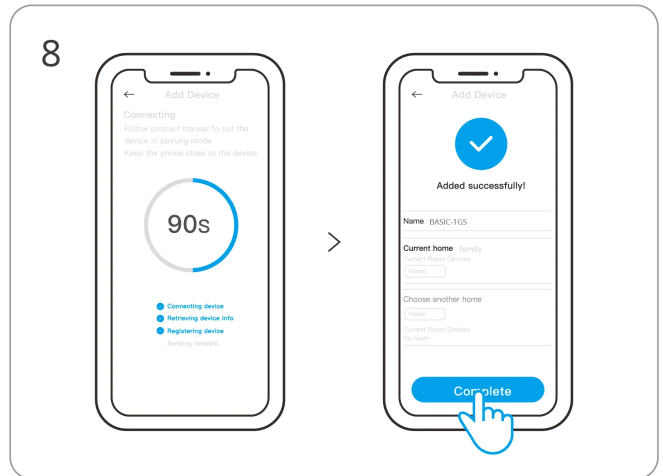 8
Add Device
Connecting
Follow product manual to put the
device in pairung mode
Keep the phone close to the device
90s
Connecting device
Retrieving device info
Registering device
Sending network
>
Add Device
Added successfully!
Name BASIC-1GS
Current home family
Current Room Devices
Home
Choose another home
Home
Current Room Devices
No room
Complete